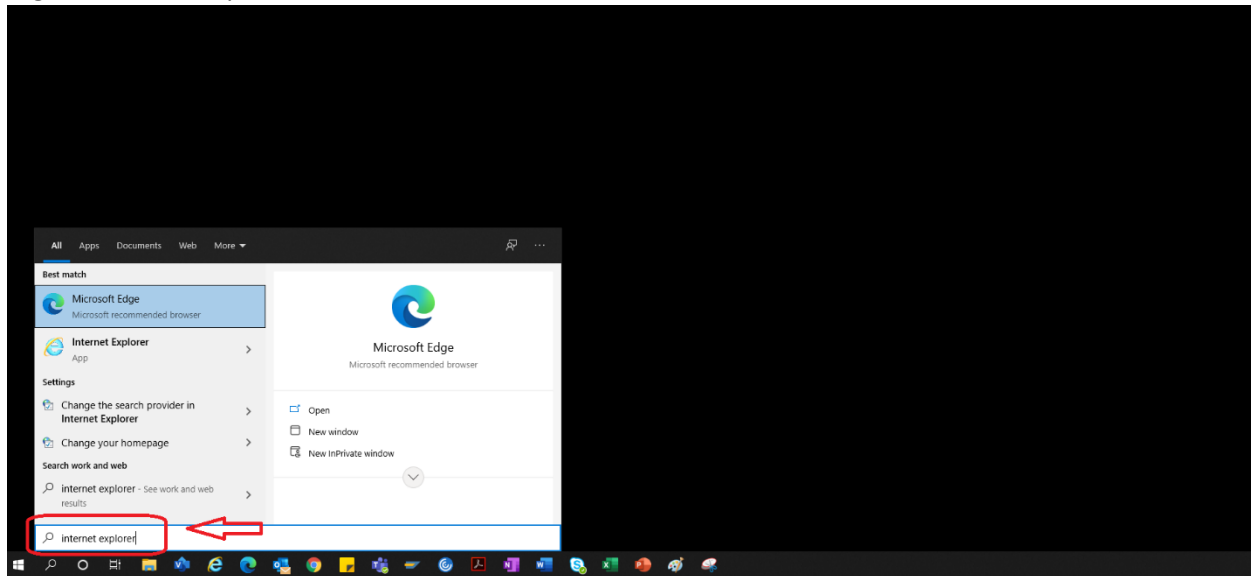 All Apps Documents Web More
Best match
Microsoft Edge
Microsoft recommended browser
Internet Explorer
App
Settings
Change the search provider in
Internet Explorer
Change your homepage
Search work and web
internet explorer - See work and web
results
internet explorer
Microsoft Edge
Microsoft recommended browser
Open
New window
New InPrivate window